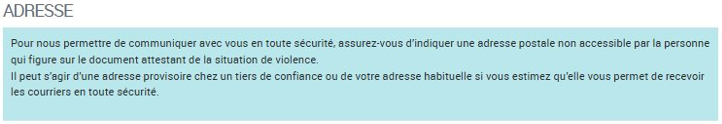 ADRESSE
Pour nous permettre de communiquer avec vous en toute sécurité, assurez-vous d'indiquer une adresse postale non accessible par la personne
qui figure sur le document attestant de la situation de violence.
Il peut s'agir d'une adresse provisoire chez un tiers de confiance ou de votre adresse habituelle si vous estimez qu'elle vous permet de recevoir
les courriers en toute sécurité.